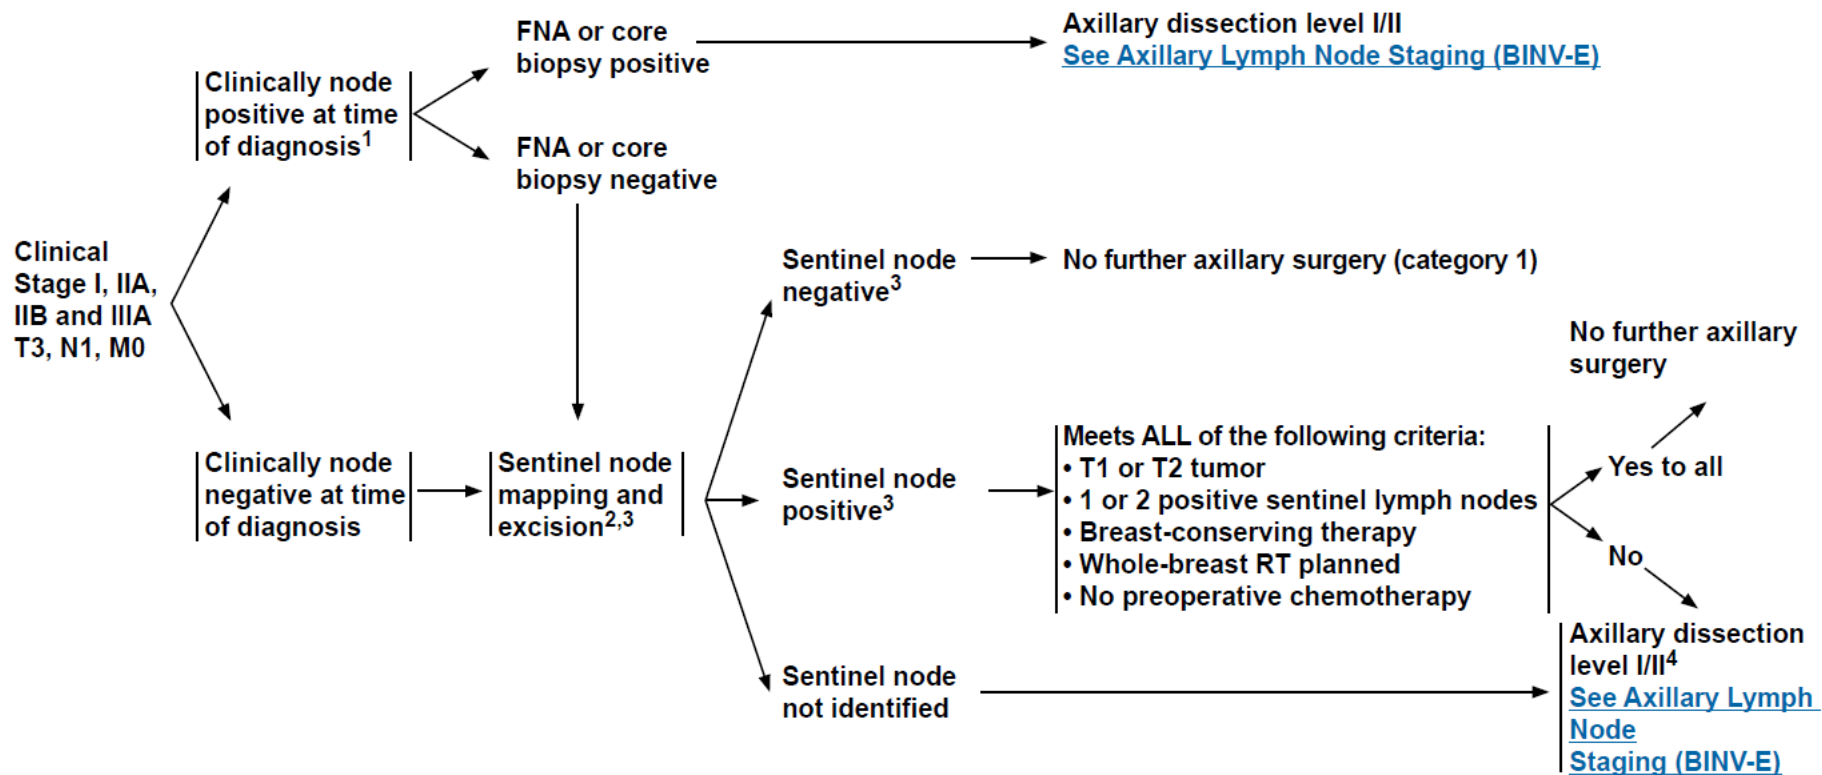 FNA or core
biopsy positive
Axillary dissection level I/II
See Axillary Lymph Node Staging (BINV-E)
Clinically node
positive at time
of diagnosis1
FNA or core
biopsy negative
Clinical
Stage I, IIA,
IIB and IIIA
T3, N1, M0
Sentinel node
negative3
No further axillary surgery (category 1)
No further axillary
surgery
Clinically node
negative at time
of diagnosis
Sentinel node
mapping and
excision2,3
Sentinel node
positive3
Meets ALL of the following criteria:
• T1 or T2 tumor
• 1 or 2 positive sentinel lymph nodes
• Breast-conserving therapy
• Whole-breast RT planned
• No preoperative chemotherapy
Yes to all
No
Sentinel node
not identified
Axillary dissection
level I/II4
See Axillary Lymph
Node
Staging (BINV-E)